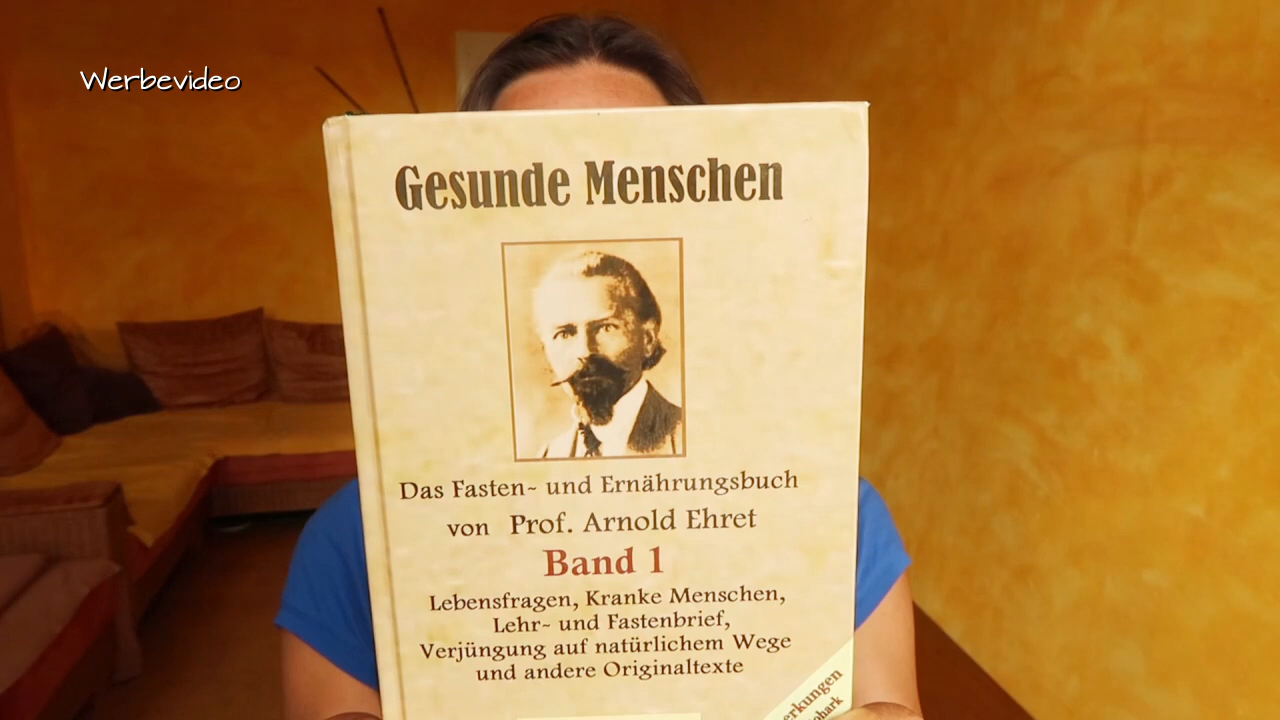 Werbevideo
Gesunde Menschen
Das Fasten- und Ernährungsbuch
von Prof. Arnold Ehret
Band 1
Lebensfragen, Kranke Menschen,
Lehr- und Fastenbrief,
Verjüngung auf natürlichem Wege
und andere Originaltexte